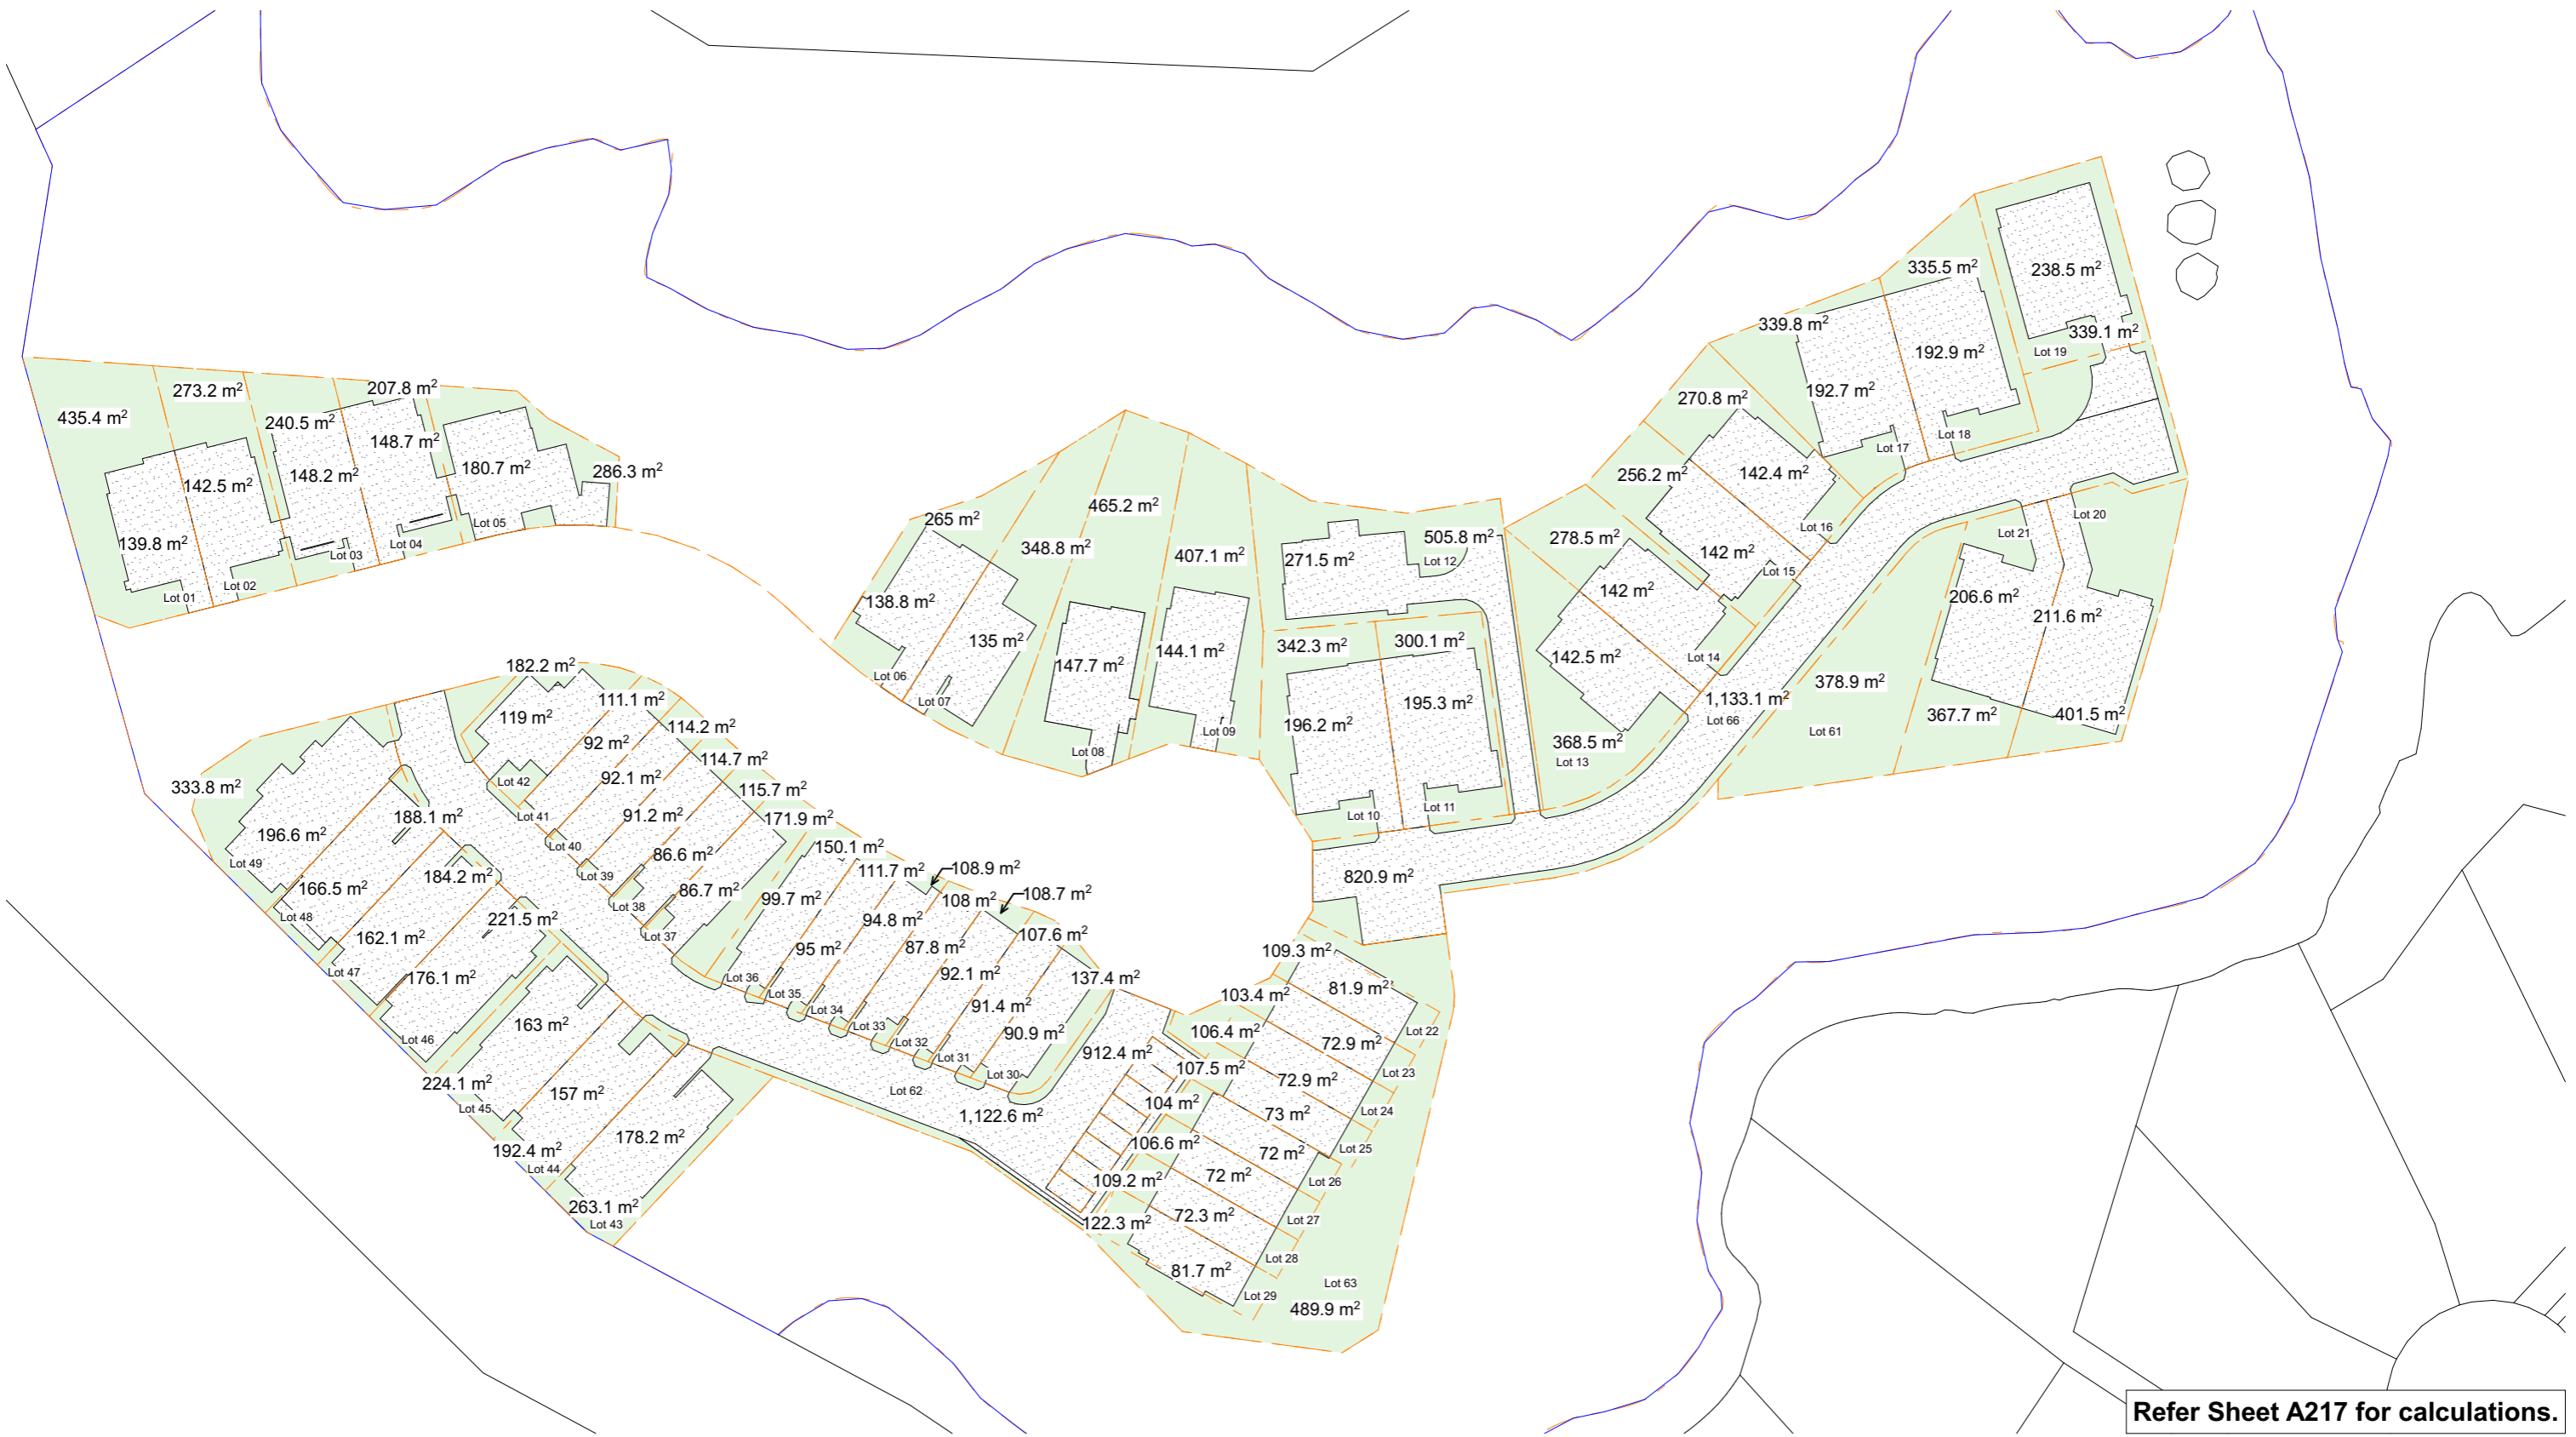 435.4 m²
273.2 m²
240.5 m²
207.8 m²
286.3 m²
139.8 m²
142.5 m²
148.2 m²
148.7 m²
180.7 m²
Lot 01
Lot 02
Lot 03
Lot 04
Lot 05
265 m²
348.8 m²
465.2 m²
407.1 m²
138.8 m²
135 m²
147.7 m²
144.1 m²
Lot 06
Lot 07
Lot 08
Lot 09
271.5 m²
505.8 m²
Lot 12
342.3 m²
300.1 m²
196.2 m²
195.3 m²
Lot 10
Lot 11
278.5 m²
256.2 m²
270.8 m²
339.8 m²
335.5 m²
238.5 m²
339.1 m²
Lot 19
192.9 m²
192.7 m²
Lot 18
Lot 17
142.4 m²
Lot 16
142 m²
Lot 15
142 m²
Lot 14
142.5 m²
368.5 m²
Lot 13
1,133.1 m²
Lot 66
820.9 m²
378.9 m²
Lot 61
Lot 20
Lot 21
206.6 m²
211.6 m²
367.7 m²
401.5 m²
182.2 m²
111.1 m²
114.2 m²
114.7 m²
115.7 m²
171.9 m²
119 m²
92 m²
92.1 m²
91.2 m²
86.6 m²
86.7 m²
Lot 42
Lot 41
Lot 40
Lot 39
Lot 38
Lot 37
333.8 m²
196.6 m²
Lot 49
188.1 m²
166.5 m²
Lot 48
184.2 m²
162.1 m²
Lot 47
221.5 m²
176.1 m²
Lot 46
163 m²
224.1 m²
Lot 45
157 m²
192.4 m²
Lot 44
178.2 m²
263.1 m²
Lot 43
150.1 m²
111.7 m²
108.9 m²
108 m²
108.7 m²
107.6 m²
137.4 m²
99.7 m²
95 m²
94.8 m²
87.8 m²
92.1 m²
91.4 m²
90.9 m²
Lot 36
Lot 35
Lot 34
Lot 33
Lot 32
Lot 31
Lot 30
Lot 62
1,122.6 m²
912.4 m²
109.3 m²
103.4 m²
106.4 m²
107.5 m²
104 m²
106.6 m²
109.2 m²
122.3 m²
81.9 m²
72.9 m²
72.9 m²
73 m²
72 m²
72 m²
72.3 m²
81.7 m²
Lot 22
Lot 23
Lot 24
Lot 25
Lot 26
Lot 27
Lot 28
Lot 29
Lot 63
489.9 m²
Refer Sheet A217 for calculations.